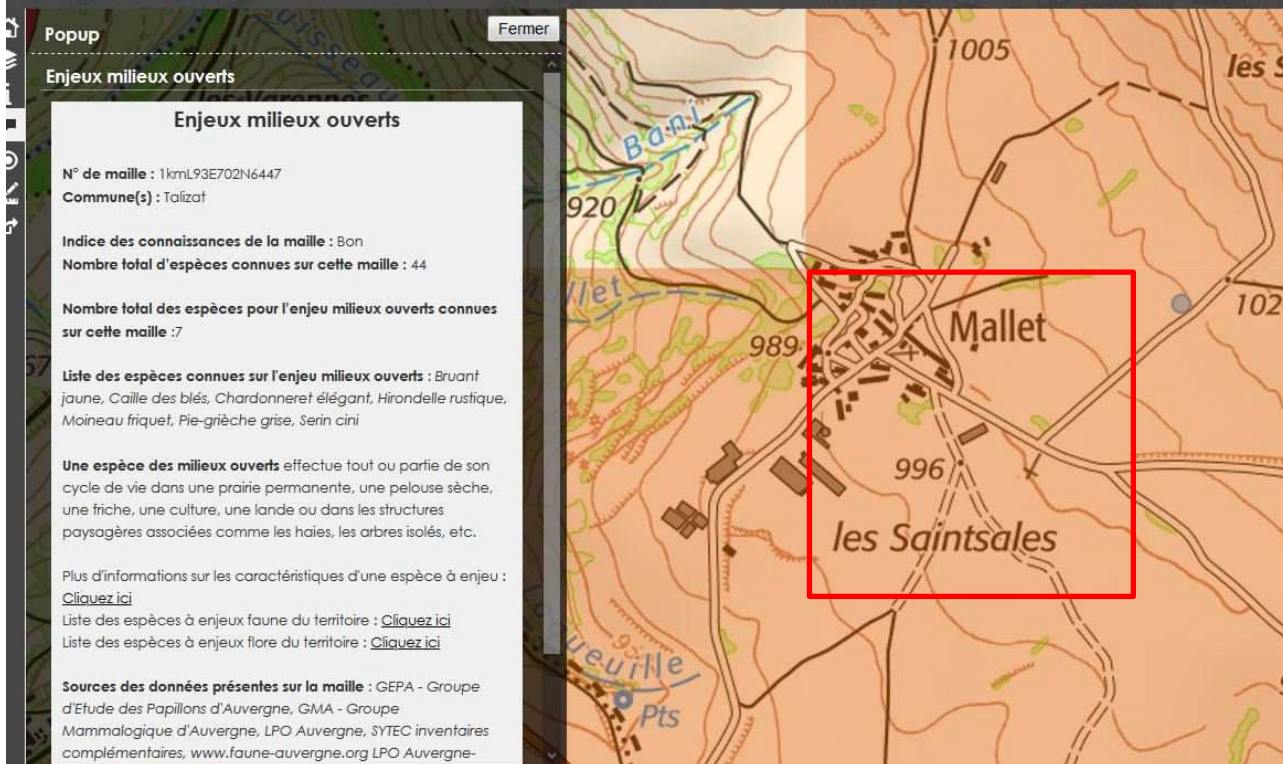 Popup
Fermer
Enjeux milieux ouverts
Enjeux milieux ouverts
N° de maille : 1kmL93E702N6447
Commune(s) : Talizat
Indice des connaissances de la maille : Bon
Nombre total d'espèces connues sur cette maille : 44
Nombre total des espèces pour l'enjeu milieux ouverts connues
sur cette maille :7
Liste des espèces connues sur l'enjeu milieux ouverts : Bruant
jaune, Caille des blés, Chardonneret élégant, Hirondelle rustique,
Moineau friquet, Pie-grièche grise, Serin cini
Une espèce des milieux ouverts effectue tout ou partie de son
cycle de vie dans une prairie permanente, une pelouse sèche,
une friche, une culture, une lande ou dans les structures
paysagères associées comme les haies, les arbres isolés, etc.
Plus d'informations sur les caractéristiques d'une espèce à enjeu :
Cliquez ici
Liste des espèces à enjeux faune du territoire : Cliquez ici
Liste des espèces à enjeux flore du territoire : Cliquez ici
Sources des données présentes sur la maille : GEPA - Groupe
d'Etude des Papillons d'Auvergne, GMA - Groupe
Mammalogique d'Auvergne, LPO Auvergne, SYTEC inventaires
complémentaires, www.faune-auvergne.org LPO Auvergne-
1005
les
Bani
920
102
Mallet
989
996
les Saintsales
Pts